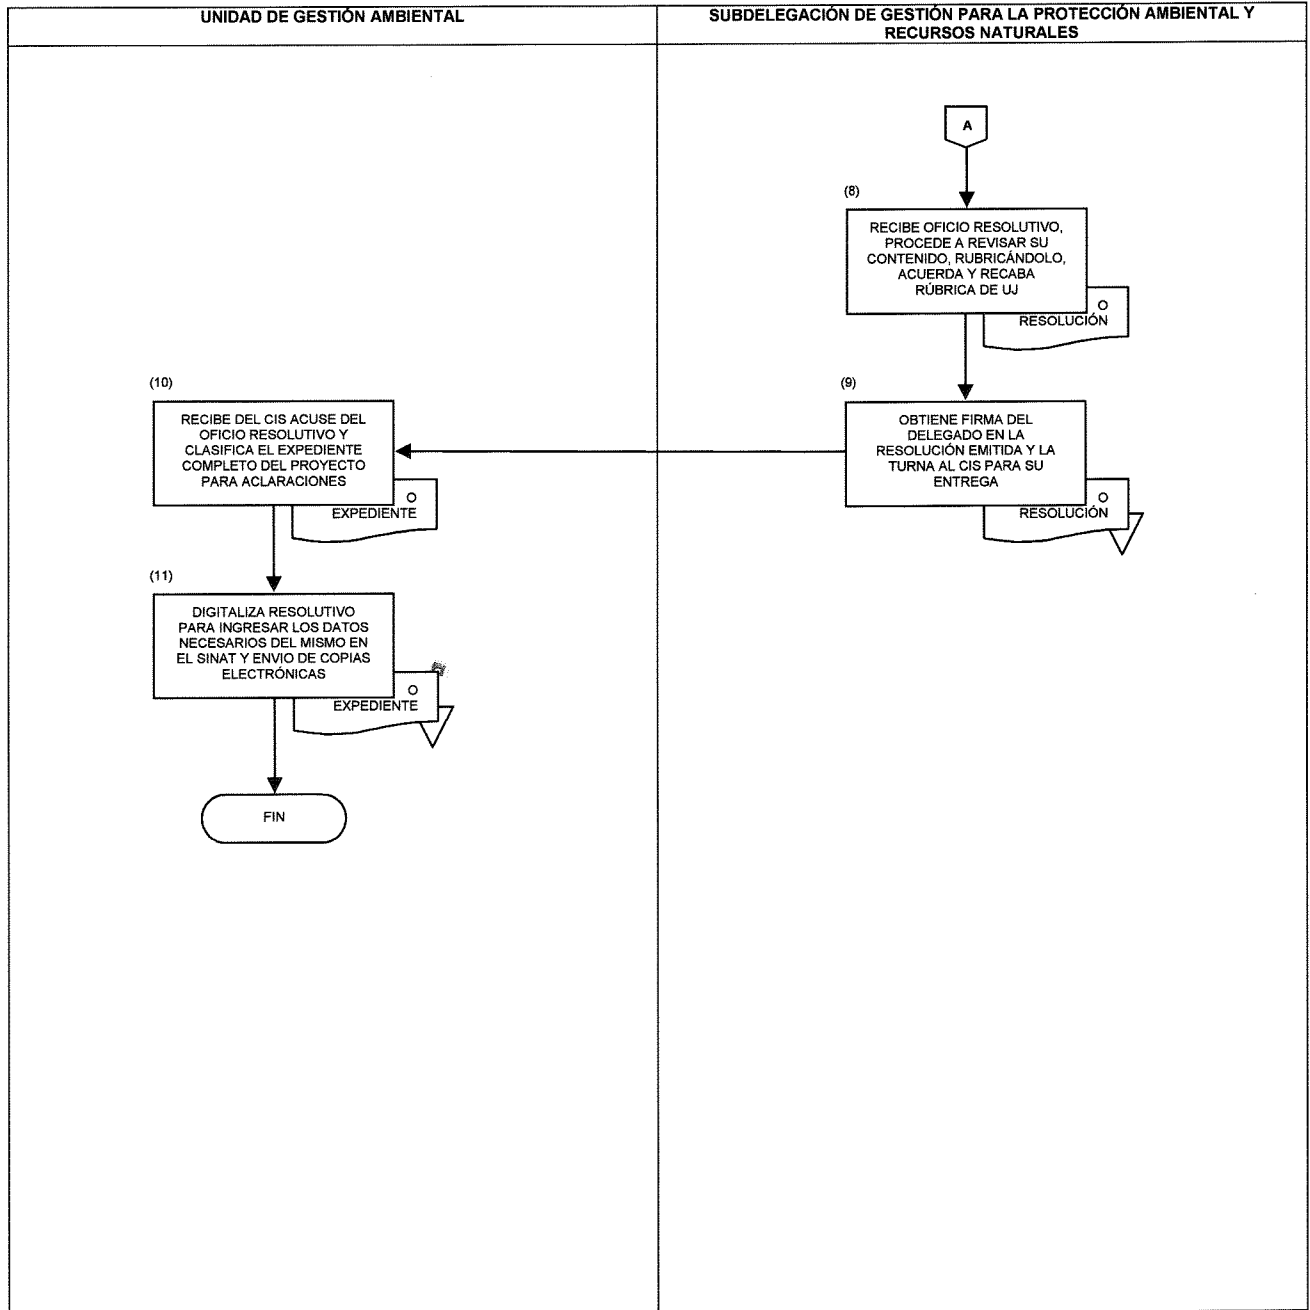 UNIDAD DE GESTIÓN AMBIENTAL
SUBDELEGACIÓN DE GESTIÓN PARA LA PROTECCIÓN AMBIENTAL Y
RECURSOS NATURALES
A
(8)
RECIBE OFICIO RESOLUTIVO,
PROCEDE A REVISAR SU
CONTENIDO, RUBRICÁNDOLO,
ACUERDA Y RECABA
RÚBRICA DE UJ
O
RESOLUCIÓN
(9)
OBTIENE FIRMA DEL
DELEGADO EN LA
RESOLUCIÓN EMITIDA Y LA
TURNA AL CIS PARA SU
ENTREGA
O
RESOLUCIÓN
(10)
RECIBE DEL CIS ACUSE DEL
OFICIO RESOLUTIVO Y
CLASIFICA EL EXPEDIENTE
COMPLETO DEL PROYECTO
PARA ACLARACIONES
O
EXPEDIENTE
(11)
DIGITALIZA RESOLUTIVO
PARA INGRESAR LOS DATOS
NECESARIOS DEL MISMO EN
EL SINAT Y ENVIO DE COPIAS
ELECTRÓNICAS
O
EXPEDIENTE
FIN